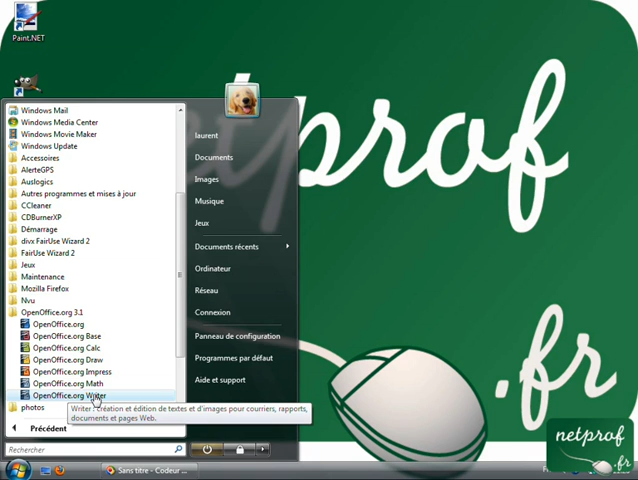 Paint.NET
netprof
.fr
Windows Mail
Windows Media Center
Windows Movie Maker
Windows Update
Accessoires
AlerteGPS
Auslogics
Autres programmes et mises à jour
CCleaner
CDBurnerXP
Démarrage
divx FairUse Wizard 2
FairUse Wizard 2
Jeux
Maintenance
Mozilla Firefox
Nvu
OpenOffice.org 3.1
OpenOffice.org
OpenOffice.org Base
OpenOffice.org Calc
OpenOffice.org Draw
OpenOffice.org Impress
OpenOffice.org Math
OpenOffice.org Writer
photos
Writer : création et édition de textes et d'images pour courriers, rapports,
documents et pages Web.
Précédent
Rechercher
laurent
Documents
Images
Musique
Jeux
Documents récents
Ordinateur
Réseau
Connexion
Panneau de configuration
Programmes par défaut
Aide et support
Sans titre - Codeur ...
netprof
.fr